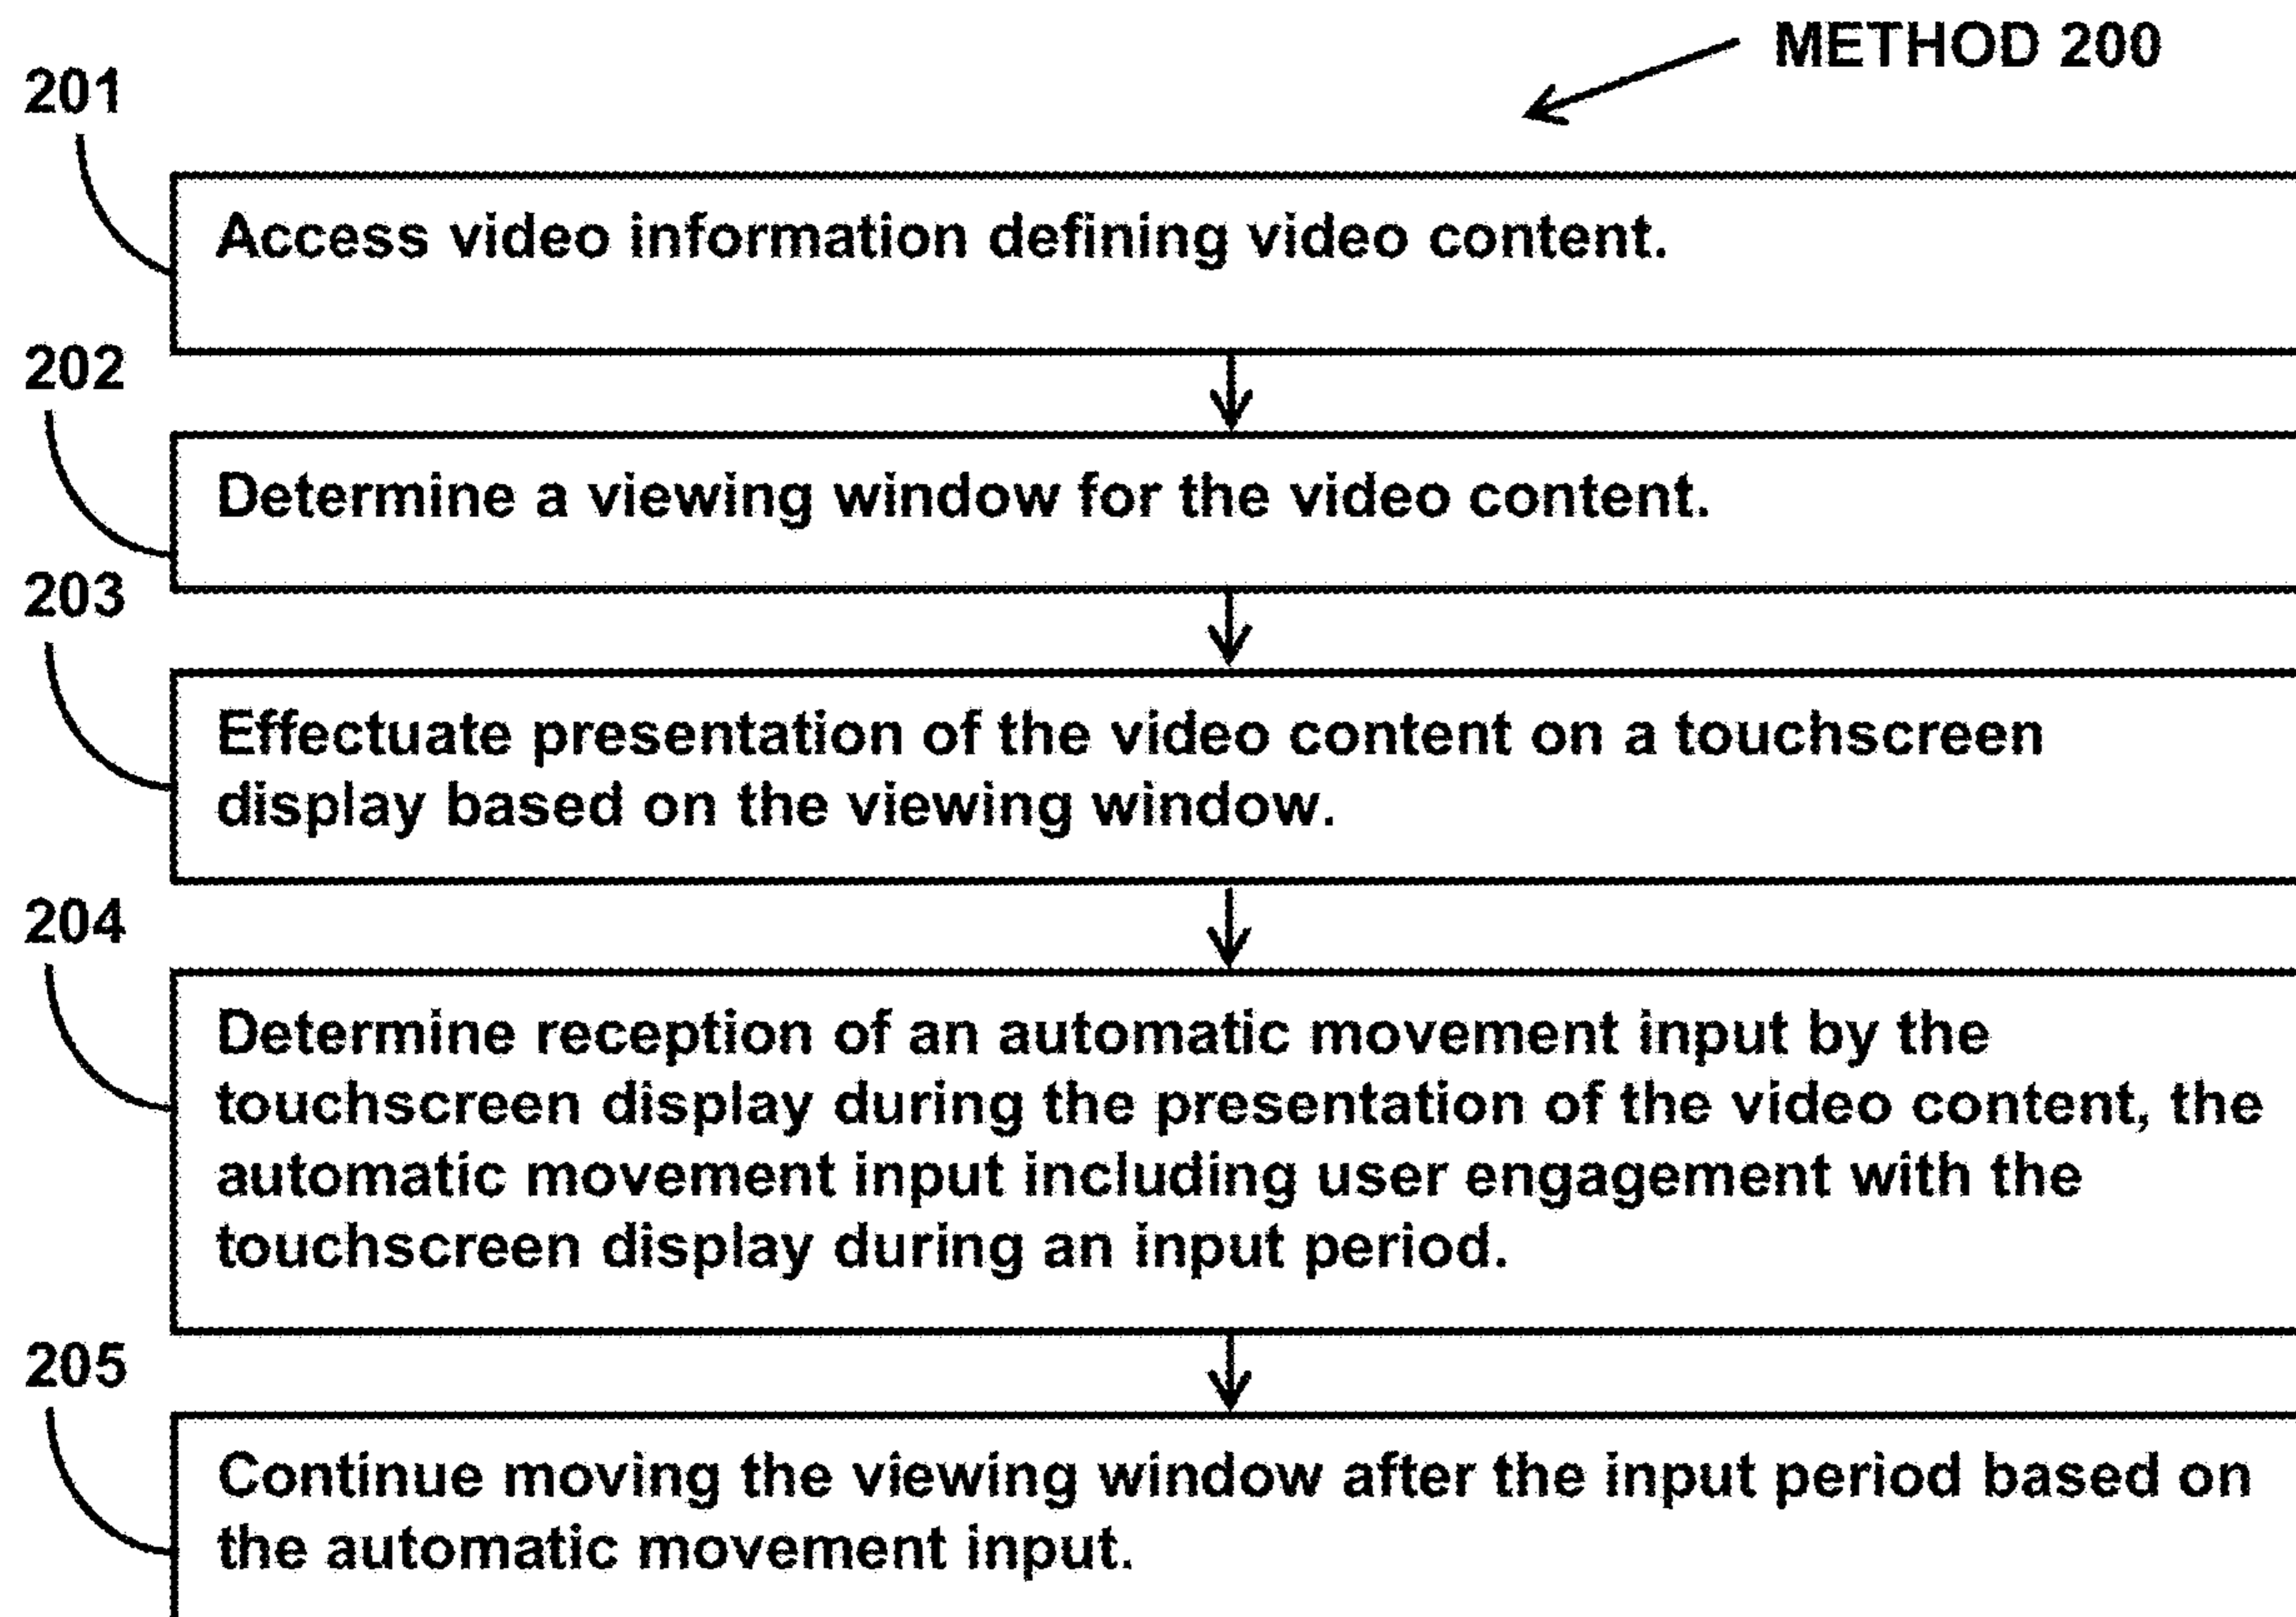 METHOD 200
201
Access video information defining video content.
202
Determine a viewing window for the video content.
203
Effectuate presentation of the video content on a touchscreen
display based on the viewing window.
204
Determine reception of an automatic movement input by the
touchscreen display during the presentation of the video content, the
automatic movement input including user engagement with the
touchscreen display during an input period.
205
Continue moving the viewing window after the input period based on
the automatic movement input.